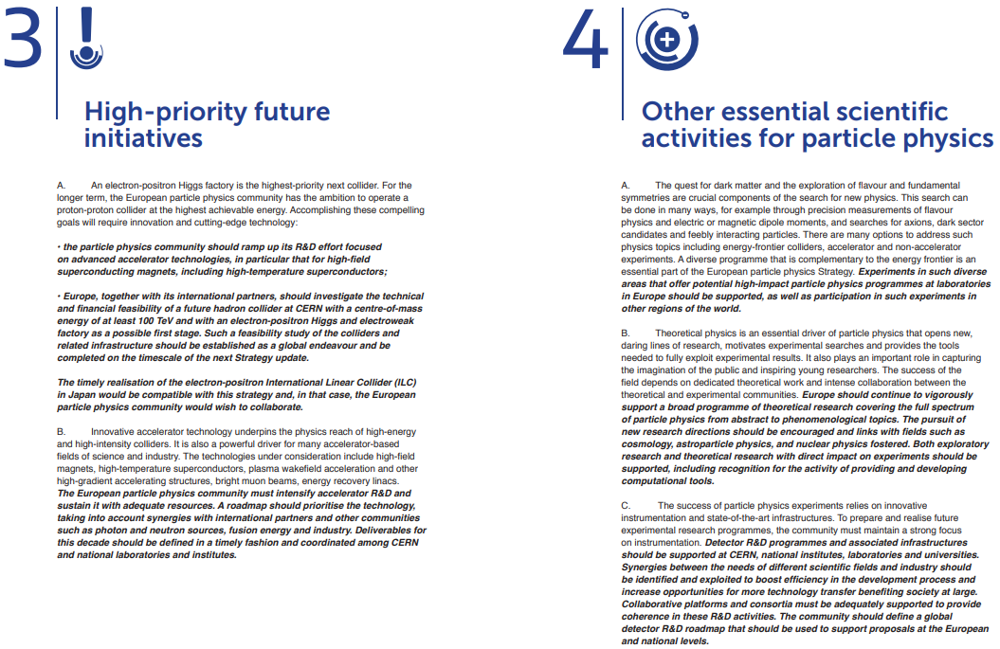 3
High-priority future
initiatives
A. An electron-positron Higgs factory is the highest-priority next collider. For the
longer term, the European particle physics community has the ambition to operate a
proton-proton collider at the highest achievable energy. Accomplishing these compelling
goals will require innovation and cutting-edge technology:
• the particle physics community should ramp up its R&D effort focused
on advanced accelerator technologies, in particular that for high-field
superconducting magnets, including high-temperature superconductors;
• Europe, together with its international partners, should investigate the technical
and financial feasibility of a future hadron collider at CERN with a centre-of-mass
energy of at least 100 TeV and with an electron-positron Higgs and electroweak
factory as a possible first stage. Such a feasibility study of the colliders and
related infrastructure should be established as a global endeavour and be
completed on the timescale of the next Strategy update.
The timely realisation of the electron-positron International Linear Collider (ILC)
in Japan would be compatible with this strategy and, in that case, the European
particle physics community would wish to collaborate.
B. Innovative accelerator technology underpins the physics reach of high-energy
and high-intensity colliders. It is also a powerful driver for many accelerator-based
fields of science and industry. The technologies under consideration include high-field
magnets, high-temperature superconductors, plasma wakefield acceleration and other
high-gradient accelerating structures, bright muon beams, energy recovery linacs.
The European particle physics community must intensify accelerator R&D and
sustain it with adequate resources. A roadmap should prioritise the technology,
taking into account synergies with international partners and other communities
such as photon and neutron sources, fusion energy and industry. Deliverables for
this decade should be defined in a timely fashion and coordinated among CERN
and national laboratories and institutes.
4
Other essential scientific
activities for particle physics
A. The quest for dark matter and the exploration of flavour and fundamental
symmetries are crucial components of the search for new physics. This search can
be done in many ways, for example through precision measurements of flavour
physics and electric or magnetic dipole moments, and searches for axions, dark sector
candidates and feebly interacting particles. There are many options to address such
physics topics including energy-frontier colliders, accelerator and non-accelerator
experiments. A diverse programme that is complementary to the energy frontier is an
essential part of the European particle physics Strategy. Experiments in such diverse
areas that offer potential high-impact particle physics programmes at laboratories
in Europe should be supported, as well as participation in such experiments in
other regions of the world.
B. Theoretical physics is an essential driver of particle physics that opens new,
daring lines of research, motivates experimental searches and provides the tools
needed to fully exploit experimental results. It also plays an important role in capturing
the imagination of the public and inspiring young researchers. The success of the
field depends on dedicated theoretical work and intense collaboration between the
theoretical and experimental communities. Europe should continue to vigorously
support a broad programme of theoretical research covering the full spectrum
of particle physics from abstract to phenomenological topics. The pursuit of
new research directions should be encouraged and links with fields such as
cosmology, astroparticle physics, and nuclear physics fostered. Both exploratory
research and theoretical research with direct impact on experiments should be
supported, including recognition for the activity of providing and developing
computational tools.
C. The success of particle physics experiments relies on innovative
instrumentation and state-of-the-art infrastructures. To prepare and realise future
experimental research programmes, the community must maintain a strong focus
on instrumentation. Detector R&D programmes and associated infrastructures
should be supported at CERN, national institutes, laboratories and universities.
Synergies between the needs of different scientific fields and industry should
be identified and exploited to boost efficiency in the development process and
increase opportunities for more technology transfer benefiting society at large.
Collaborative platforms and consortia must be adequately supported to provide
coherence in these R&D activities. The community should define a global
detector R&D roadmap that should be used to support proposals at the European
and national levels.